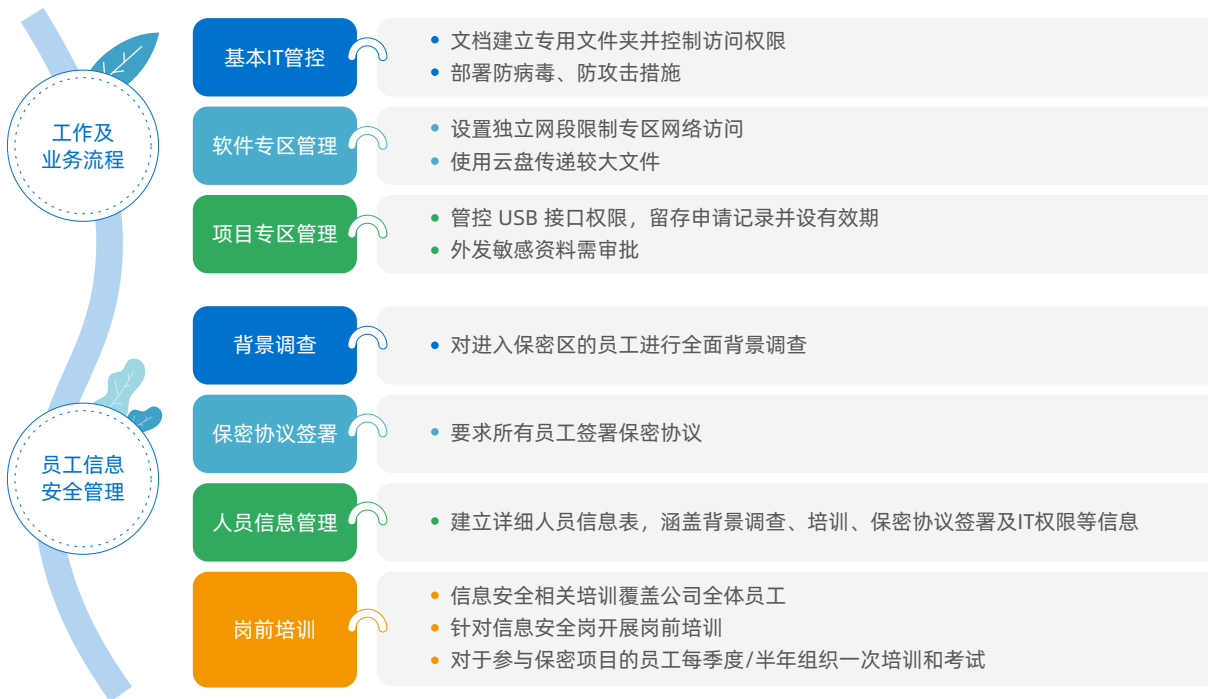 工作及
业务流程
基本IT管控
文档建立专用文件夹并控制访问权限
部署防病毒、防攻击措施
软件专区管理
设置独立网段限制专区网络访问
使用云盘传递较大文件
项目专区管理
管控 USB 接口权限，留存申请记录并设有效期
外发敏感资料需审批
员工信息
安全管理
背景调查
对进入保密区的员工进行全面背景调查
保密协议签署
要求所有员工签署保密协议
人员信息管理
建立详细人员信息表，涵盖背景调查、培训、保密协议签署及IT权限等信息
岗前培训
信息安全相关培训覆盖公司全体员工
针对信息安全岗开展岗前培训
对于参与保密项目的员工每季度/半年组织一次培训和考试